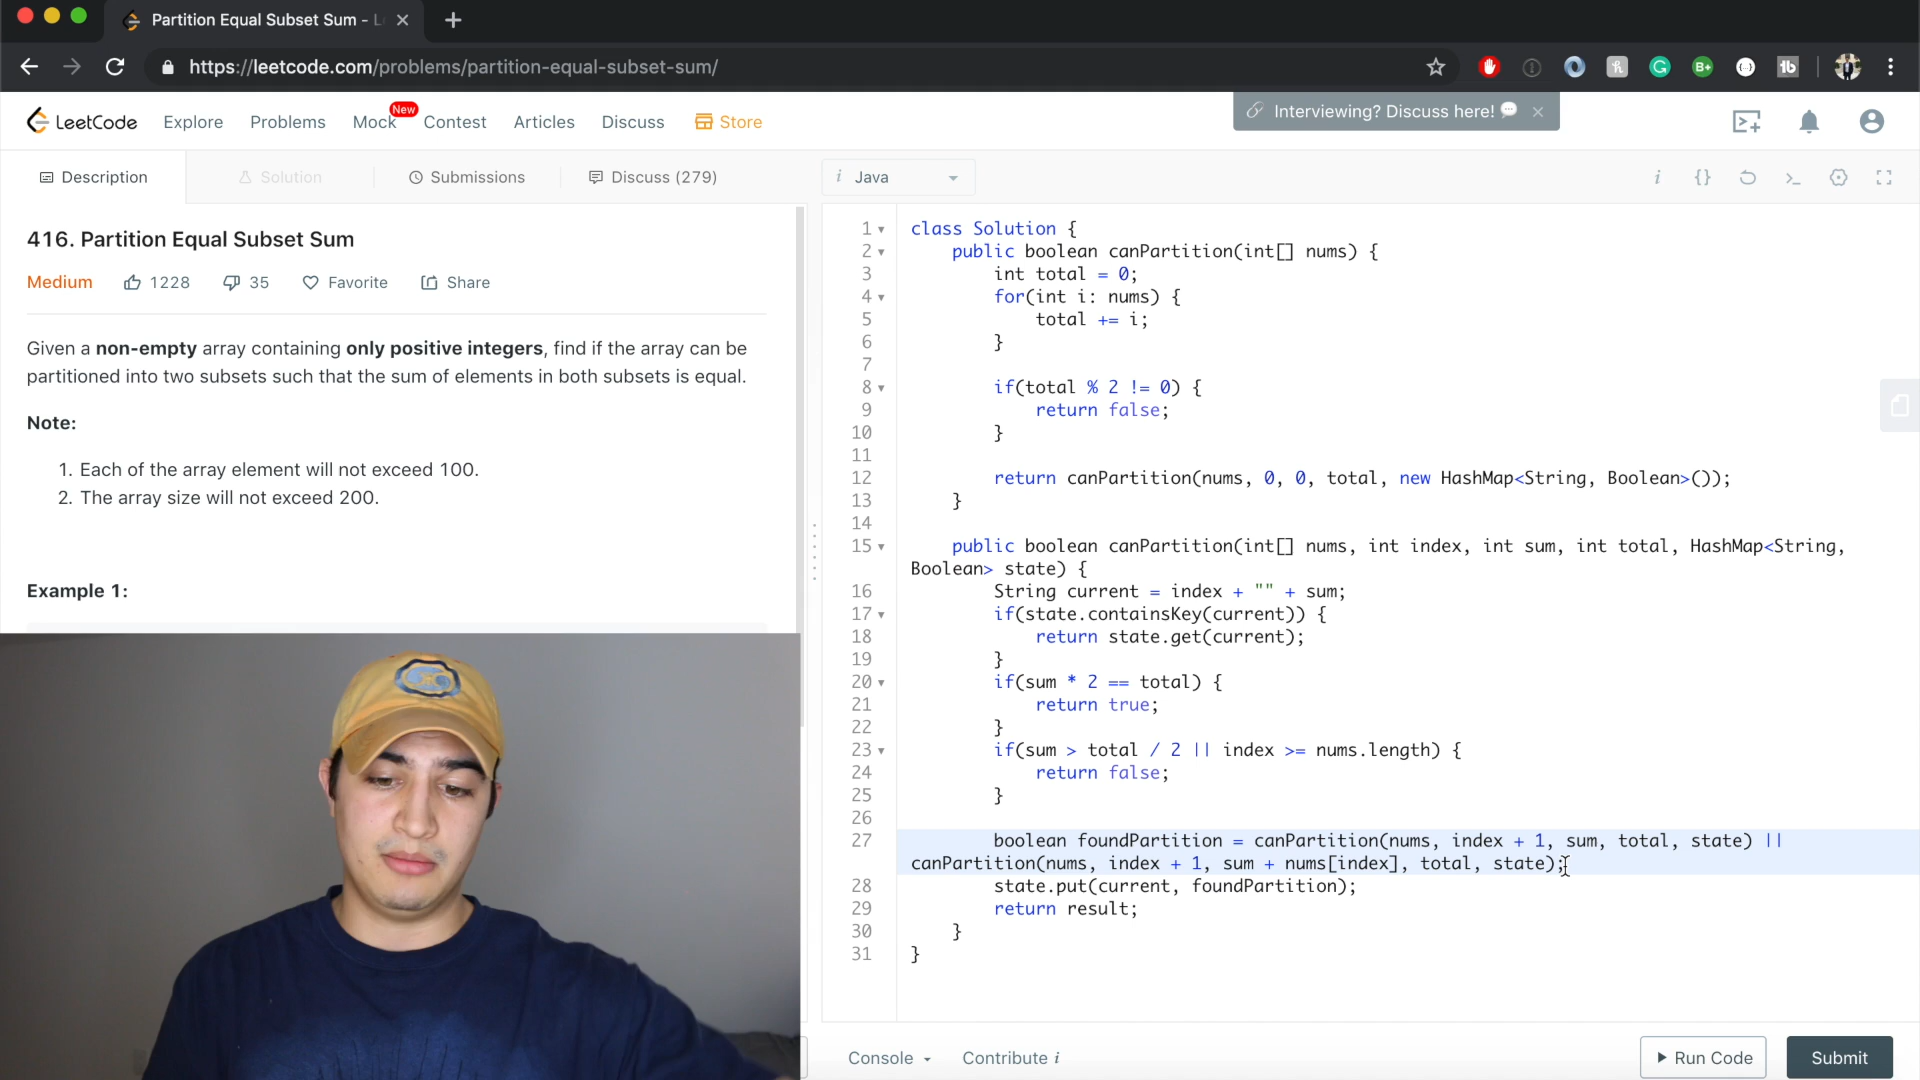 Partition Equal Subset Sum - L
https://leetcode.com/problems/partition-equal-subset-sum/
LeetCode
Explore
Problems
Mock
New
Contest
Articles
Discuss
Store
Interviewing? Discuss here!
Description
Solution
Submissions
Discuss (279)
i Java
416. Partition Equal Subset Sum
Medium
1228
35
Favorite
Share
Given a non-empty array containing only positive integers, find if the array can be
partitioned into two subsets such that the sum of elements in both subsets is equal.
Note:
1. Each of the array element will not exceed 100.
2. The array size will not exceed 200.
Example 1:
1 class Solution {
2 public boolean canPartition(int[] nums) {
3 int total = 0;
4 for(int i: nums) {
5 total += i;
6 }
7
8 if(total % 2 != 0) {
9 return false;
10 }
11
12 return canPartition(nums, 0, 0, total, new HashMap<String, Boolean>());
13 }
14
15 public boolean canPartition(int[] nums, int index, int sum, int total, HashMap<String,
Boolean> state) {
16 String current = index + "" + sum;
17 if(state.containsKey(current)) {
18 return state.get(current);
19 }
20 if(sum * 2 == total) {
21 return true;
22 }
23 if(sum > total / 2 || index >= nums.length) {
24 return false;
25 }
26
27 boolean foundPartition = canPartition(nums, index + 1, sum, total, state) ||
canPartition(nums, index + 1, sum + nums[index], total, state);
28 state.put(current, foundPartition);
29 return result;
30 }
31 }
Console
Contribute i
Run Code
Submit